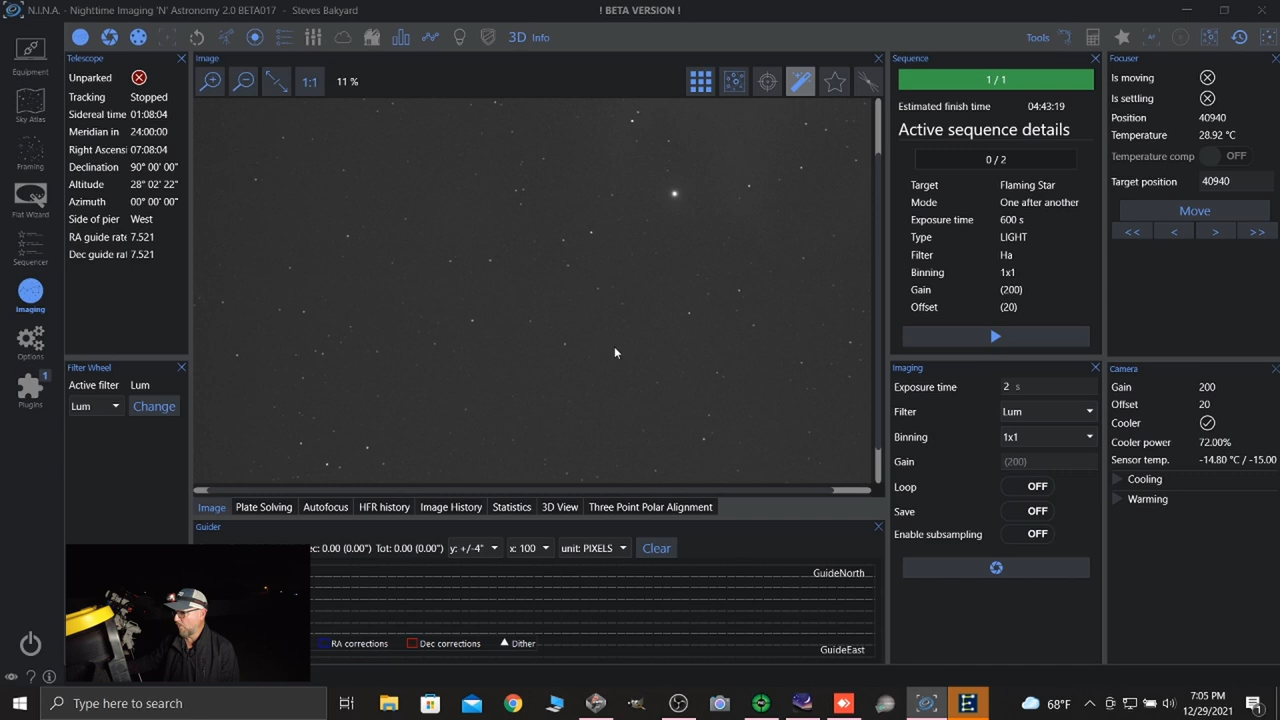 N.I.N.A. - Nighttime Imaging 'N' Astronomy 2.0 BETA017 | Steves Bakyard
! BETA VERSION !
3D Info
Tools
Equipment
Sky Atlas
Framing
Flat Wizard
Sequencer
Imaging
Options
1
Plugins
Telescope
Unparked
Tracking Stopped
Sidereal time 01:08:04
Meridian in 24:00:00
Right Ascensi 07:08:04
Declination 90° 00' 00"
Altitude 28° 02' 22"
Azimuth 00° 00' 00"
Side of pier West
RA guide rate 7.521
Dec guide rat 7.521
Filter Wheel
Active filter Lum
Lum Change
Image
1:1 11 %
Image Plate Solving Autofocus HFR history Image History Statistics 3D View Three Point Polar Alignment
Guider
ec: 0.00 (0.00") Tot: 0.00 (0.00") y: +/-4" x: 100 unit: PIXELS Clear
GuideNorth
RA corrections Dec corrections Dither
GuideEast
Sequence
1 / 1
Estimated finish time 04:43:19
Active sequence details
0 / 2
Target Flaming Star
Mode One after another
Exposure time 600 s
Type LIGHT
Filter Ha
Binning 1x1
Gain (200)
Offset (20)
Imaging
Exposure time 2 s
Filter Lum
Binning 1x1
Gain (200)
Loop OFF
Save OFF
Enable subsampling OFF
Focuser
Is moving
Is settling
Position 40940
Temperature 28.92 °C
Temperature comp OFF
Target position 40940
Move
<< < > >>
Camera
Gain 200
Offset 20
Cooler
Cooler power 72.00%
Sensor temp. -14.80 °C / -15.00
Cooling
Warming
Type here to search
68°F
7:05 PM
12/29/2021
1